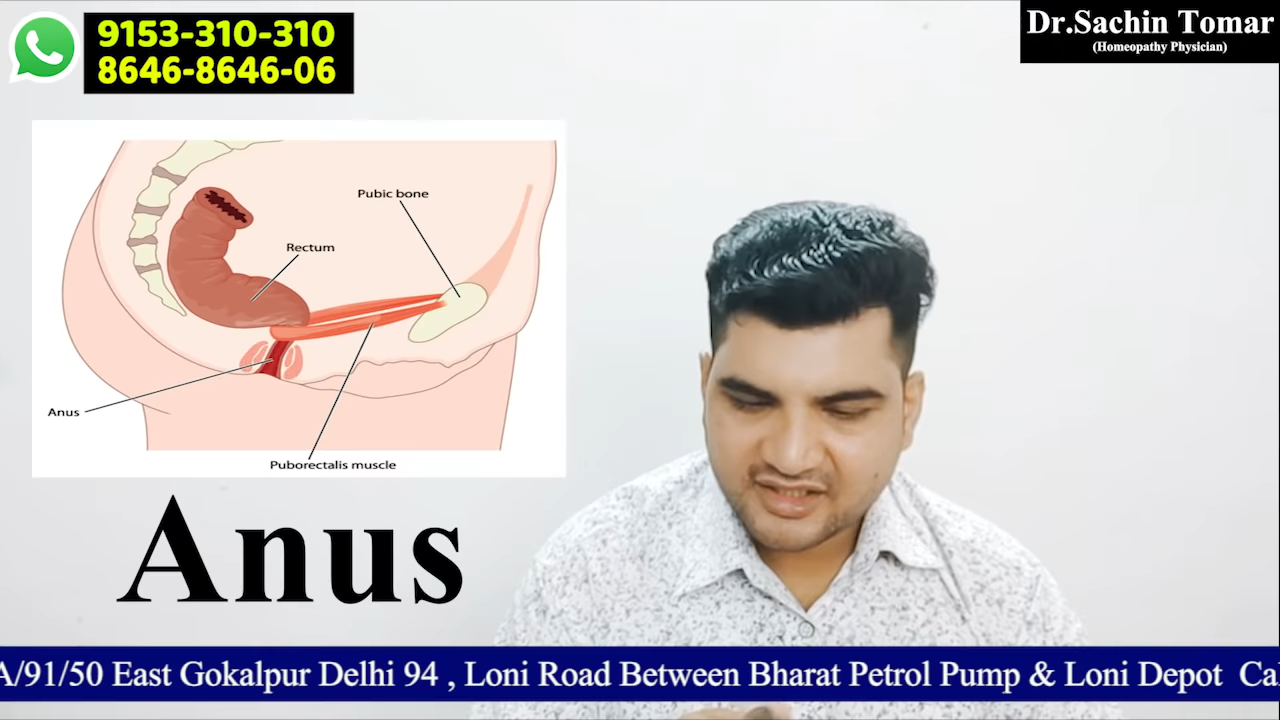 9153-310-310
8646-8646-06
Dr.Sachin Tomar
(Homeopathy Physician)
Pubic bone
Rectum
Anus
Puborectalis muscle
Anus
A/91/50 East Gokalpur Delhi 94 , Loni Road Between Bharat Petrol Pump & Loni Depot